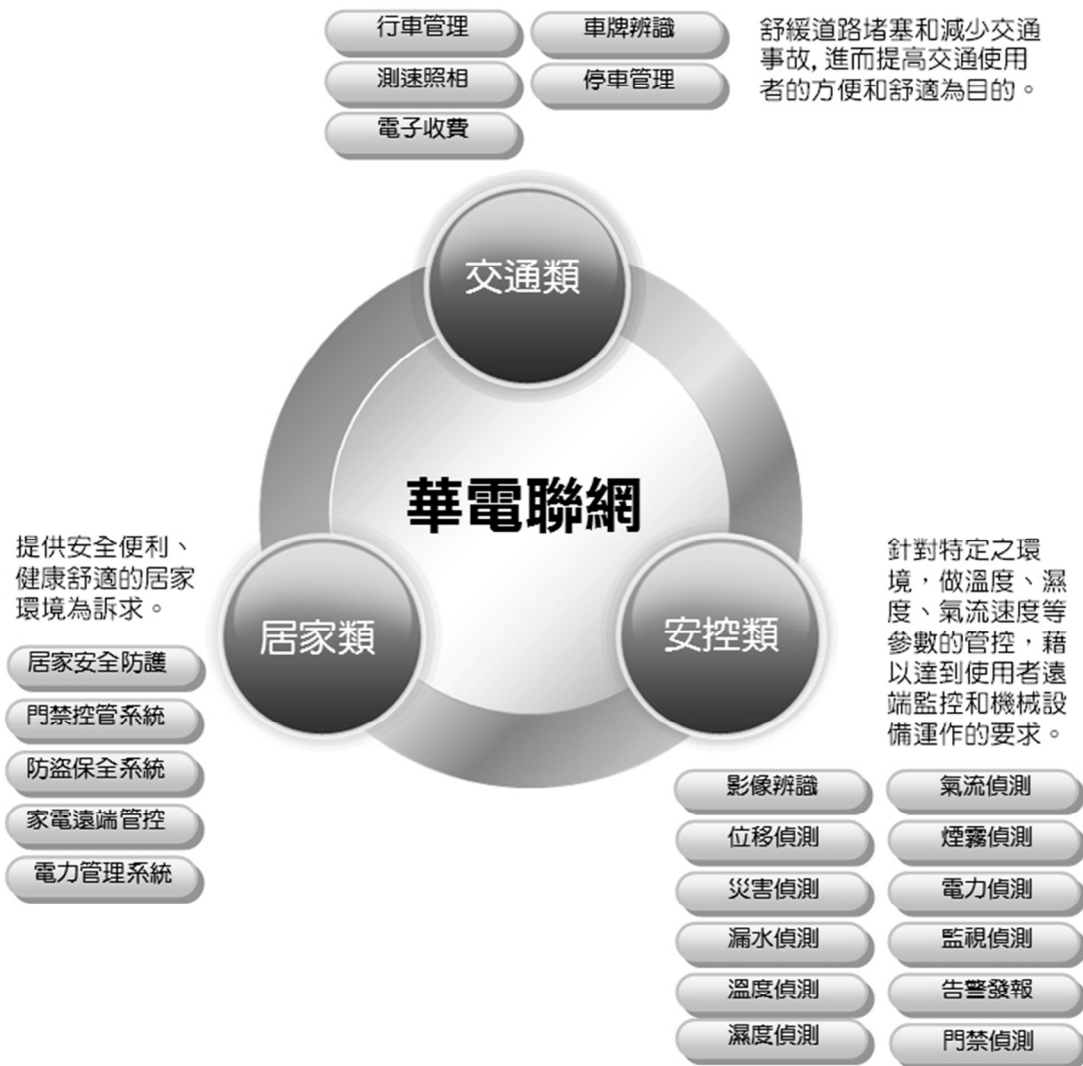 行車管理
車牌辨識
測速照相
停車管理
電子收費
舒緩道路堵塞和減少交通
事故,進而提高交通使用
者的方便和舒適為目的。
交通類
華電聯網
居家類
安控類
提供安全便利、
健康舒適的居家
環境為訴求。
居家安全防護
門禁控管系統
防盜保全系統
家電遠端管控
電力管理系統
針對特定之環
境,做溫度、濕
度、氣流速度等
參數的管控,藉
以達到使用者遠
端監控和機械設
備運作的要求。
影像辨識
氣流偵測
位移偵測
煙霧偵測
災害偵測
電力偵測
漏水偵測
監視偵測
溫度偵測
告警發報
濕度偵測
門禁偵測